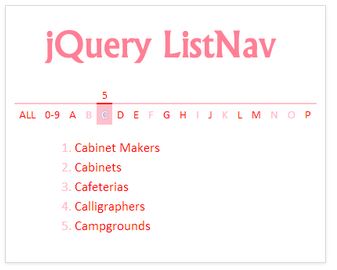 jQuery ListNav
5
ALL 0-9 A B C D E F G H I J K L M N O P
1. Cabinet Makers
2. Cabinets
3. Cafeterias
4. Calligraphers
5. Campgrounds